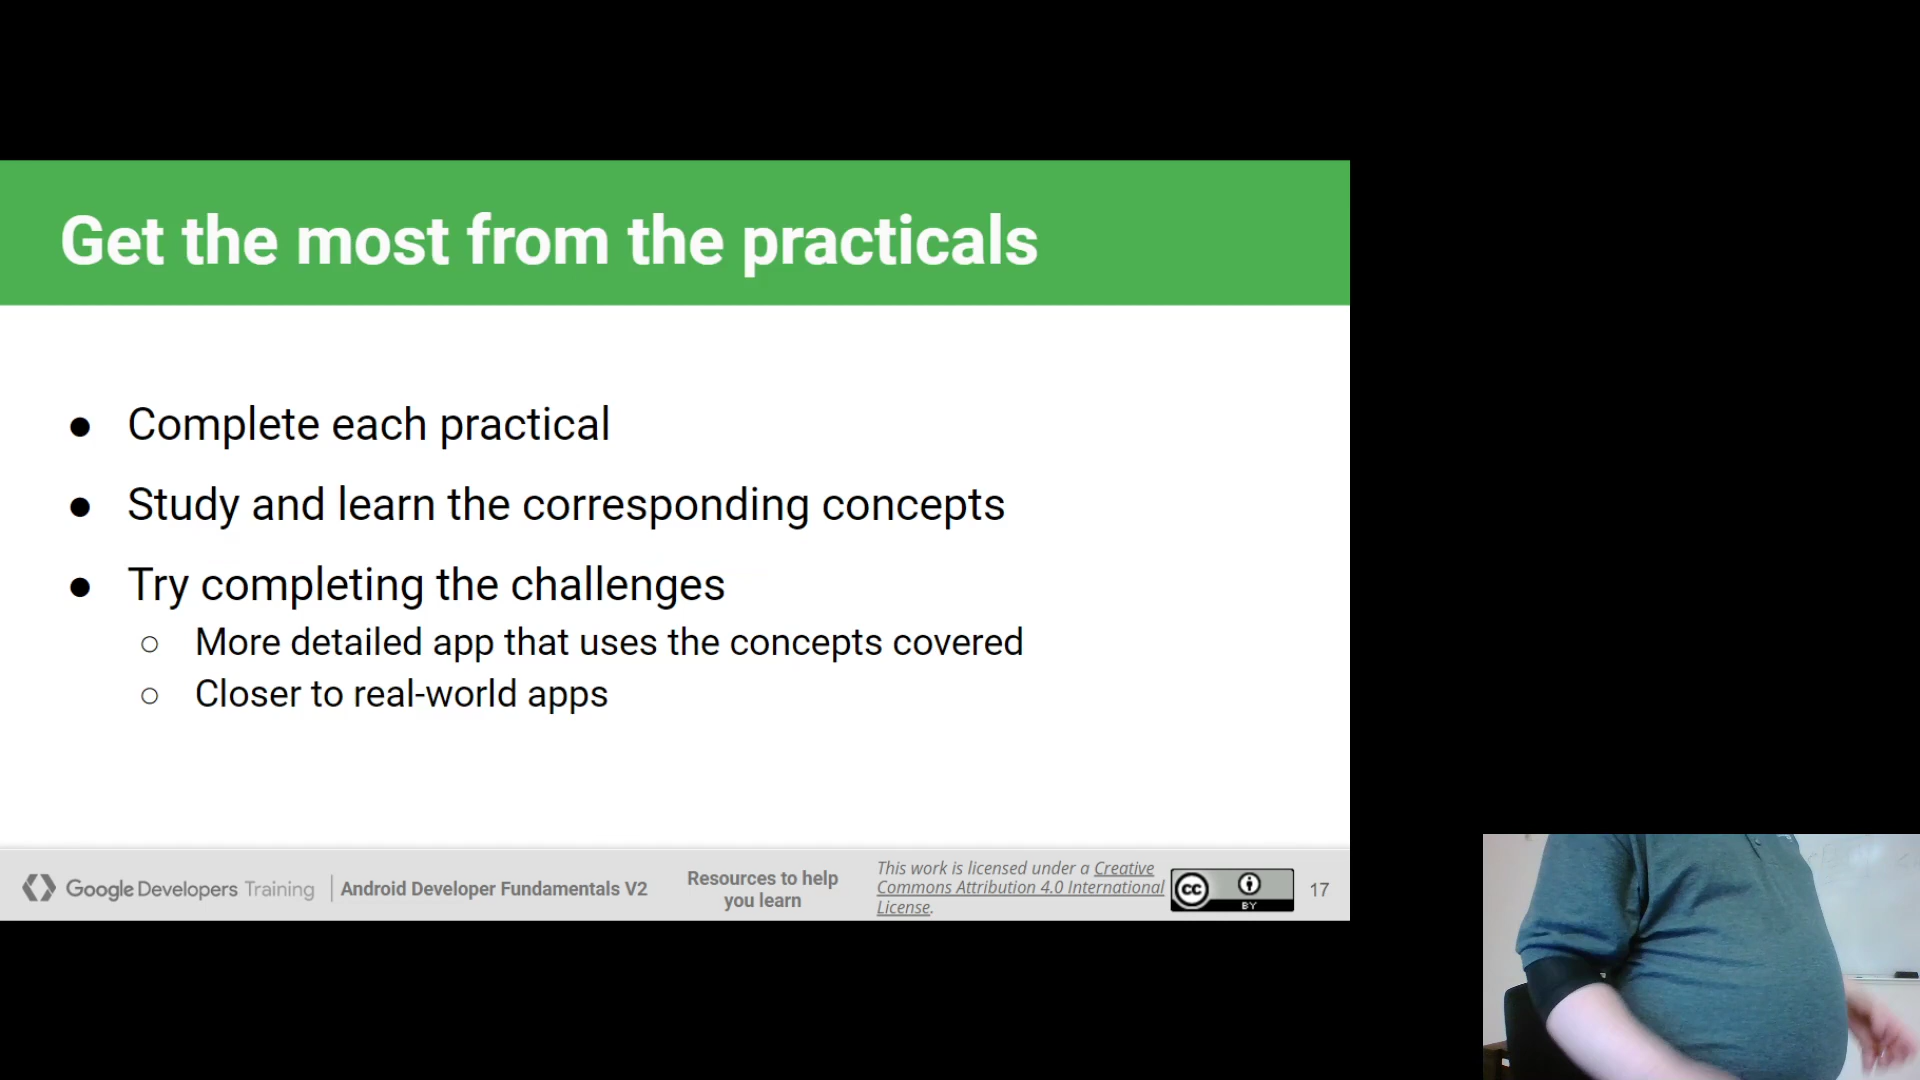 Get the most from the practicals
● Complete each practical
● Study and learn the corresponding concepts
● Try completing the challenges
○ More detailed app that uses the concepts covered
○ Closer to real-world apps
Google Developers Training
Android Developer Fundamentals V2
Resources to help
you learn
This work is licensed under a Creative
Commons Attribution 4.0 International
License.
cc
BY
17